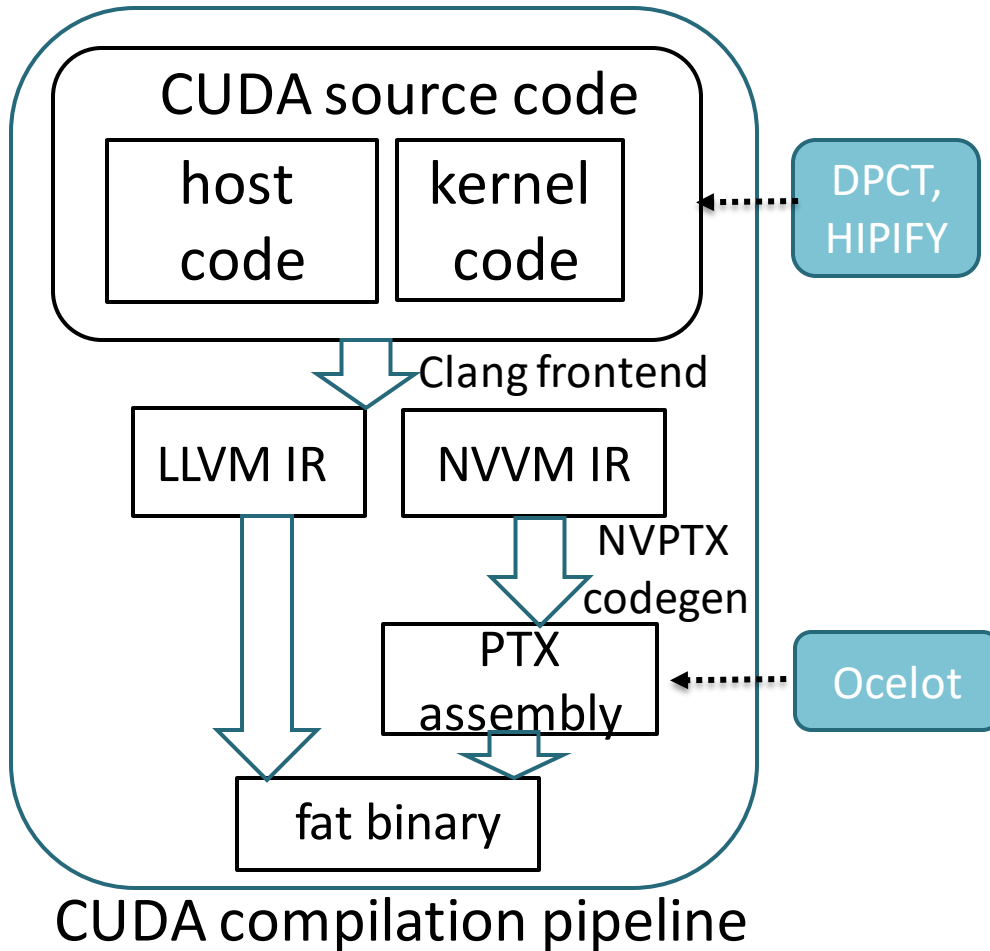 CUDA source code
host
code
kernel
code
DPCT,
HIPIFY
Clang frontend
LLVM IR
NVVM IR
NVPTX
codegen
PTX
assembly
Ocelot
fat binary
CUDA compilation pipeline